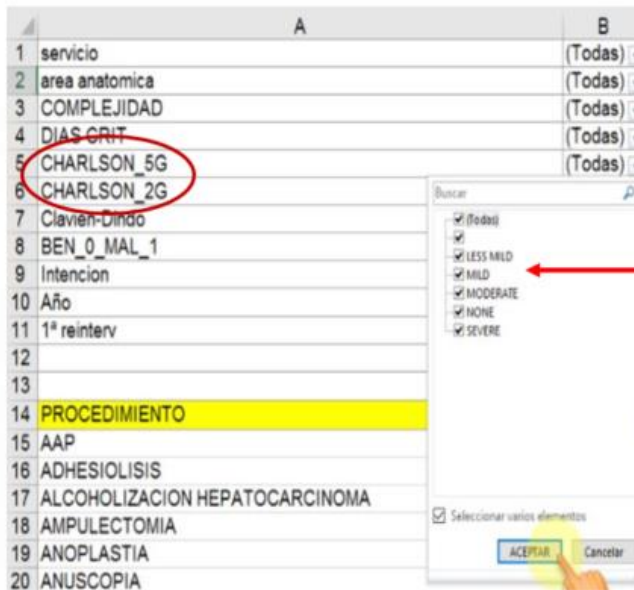 A B
1 servicio (Todas)
2 area anatomica (Todas)
3 COMPLEJIDAD (Todas)
4 DIAS CRIT (Todas)
5 CHARLSON_5G (Todas)
6 CHARLSON_2G
7 Clavien-Dindo
8 BEN_0_MAL_1
9 Intencion
10 Año
11 1ª reinterv
12
13
14 PROCEDIMIENTO
15 AAP
16 ADHESIOLISIS
17 ALCOHOLIZACION HEPATOCARCINOMA
18 AMPULECTOMIA
19 ANOPLASTIA
20 ANUSCOPIA
Buscar
(Todas)
LESS MILD
MILD
MODERATE
NONE
SEVERE
Seleccionar varios elementos
ACEPTAR Cancelar